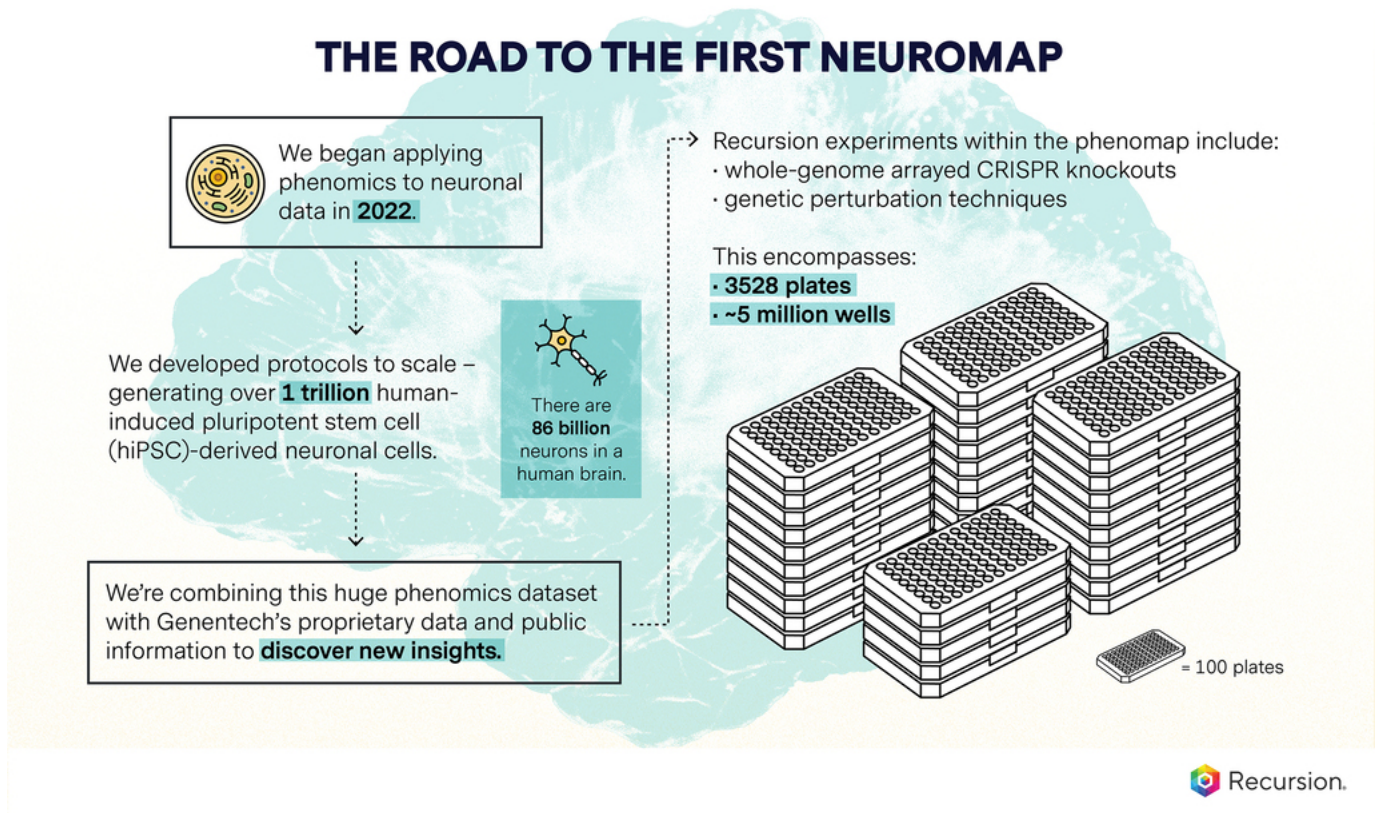 THE ROAD TO THE FIRST NEUROMAP
We began applying
phenomics to neuronal
data in 2022.
We developed protocols to scale –
generating over 1 trillion human-
induced pluripotent stem cell
(hiPSC)-derived neuronal cells.
There are
86 billion
neurons in a
human brain.
We're combining this huge phenomics dataset
with Genentech's proprietary data and public
information to discover new insights.
Recursion experiments within the phenomap include:
· whole-genome arrayed CRISPR knockouts
· genetic perturbation techniques
This encompasses:
· 3528 plates
· ~5 million wells
= 100 plates
Recursion®